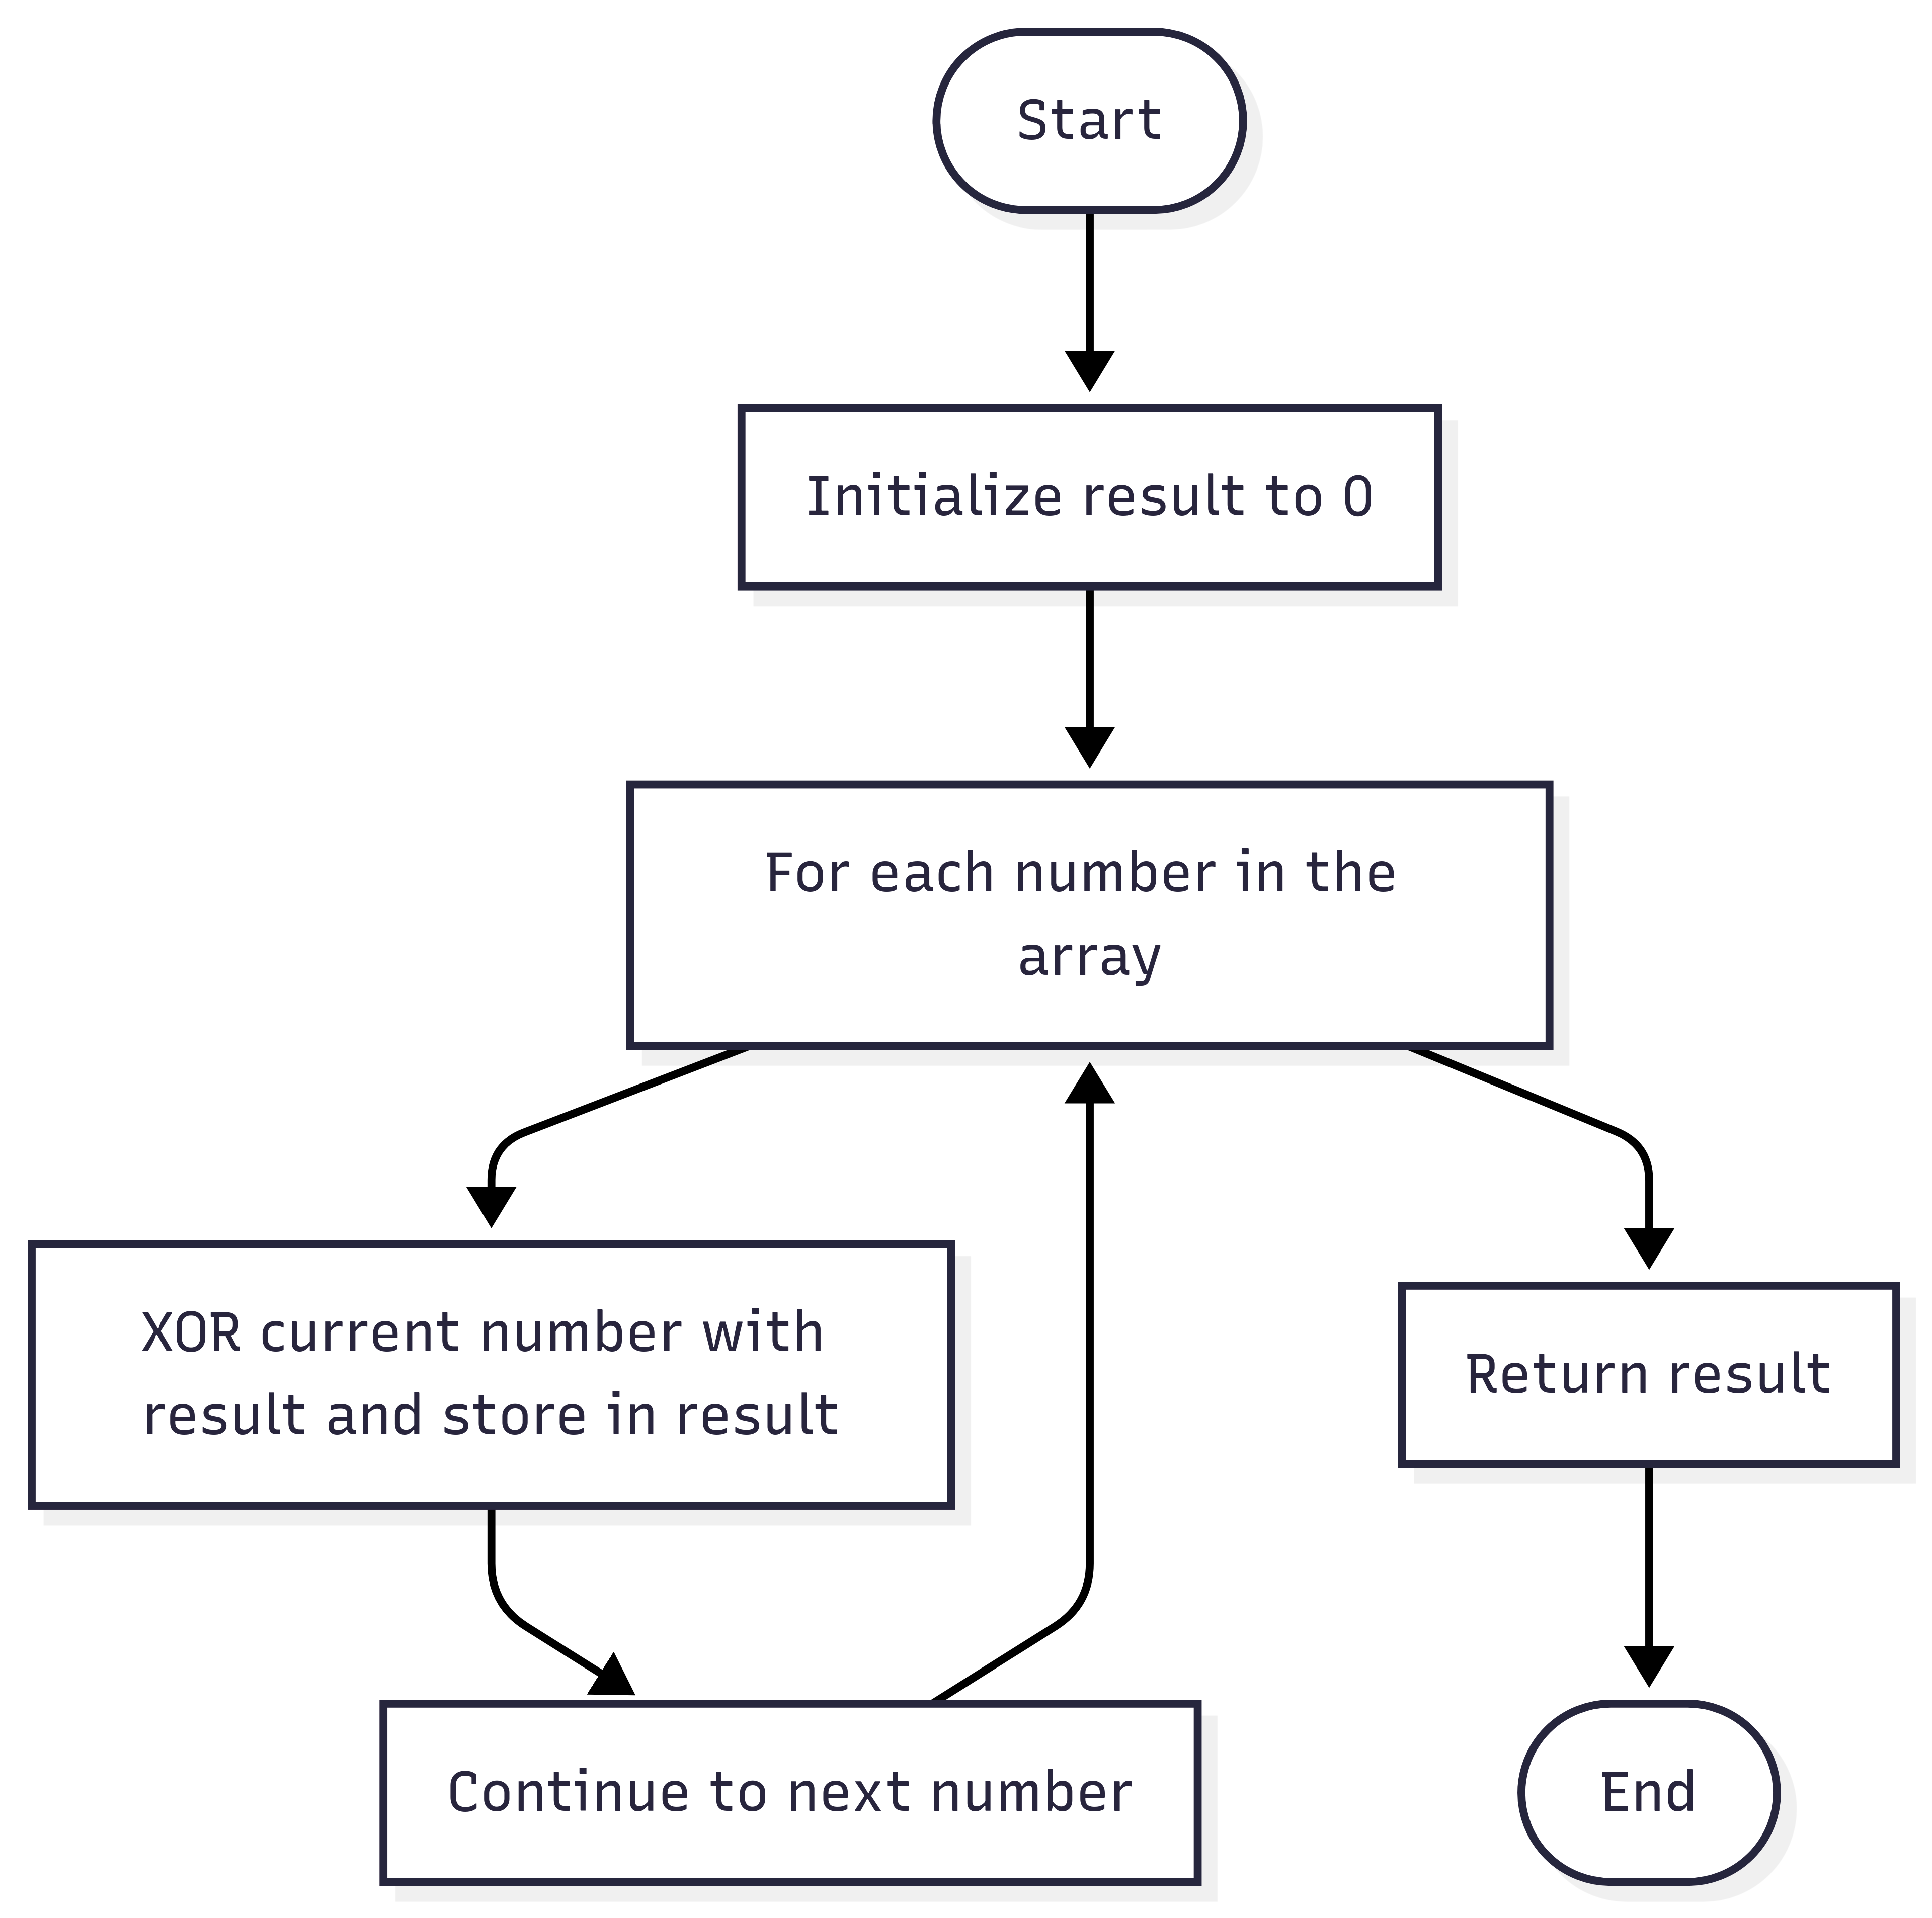 Start
Initialize result to 0
For each number in the
array
XOR current number with
result and store in result
Return result
Continue to next number
End